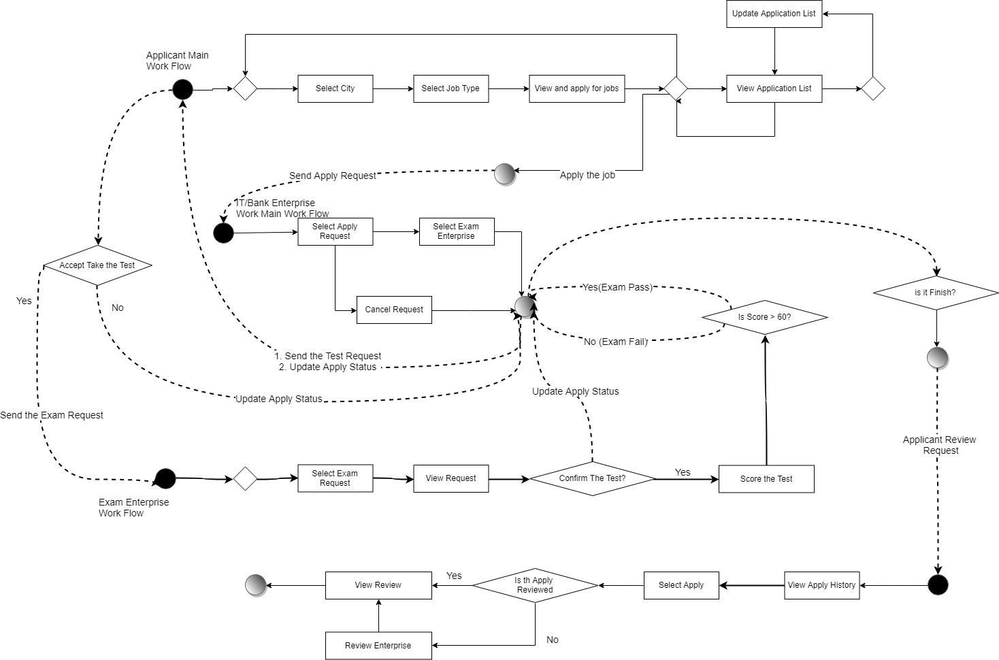 Update Application List
Applicant Main
Work Flow
Select City
Select Job Type
View and apply for jobs
View Application List
Send Apply Request
Apply the job
IT/Bank Enterprise
Work Main Work Flow
Select Apply
Request
Select Exam
Enterprise
Accept Take the Test
Yes
No
Cancel Request
Yes(Exam Pass)
is it Finish?
Is Score > 60?
No (Exam Fail)
1. Send the Test Request
2. Update Apply Status
Update Apply Status
Update Apply Status
Send the Exam Request
Applicant Review
Request
Select Exam
Request
View Request
Confirm The Test?
Yes
Score the Test
Exam Enterprise
Work Flow
View Review
Yes
Is th Apply
Reviewed
Select Apply
View Apply History
Review Enterprise
No